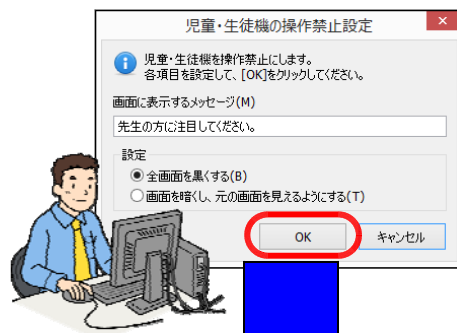 児童・生徒機の操作禁止設定
児童・生徒機を操作禁止にします。
各項目を設定して、[OK]をクリックしてください。
画面に表示するメッセージ(M)
先生の方に注目してください。
設定
全画面を黒くする(B)
画面を暗くし、元の画面を見えるようにする(T)
OK
キャンセル